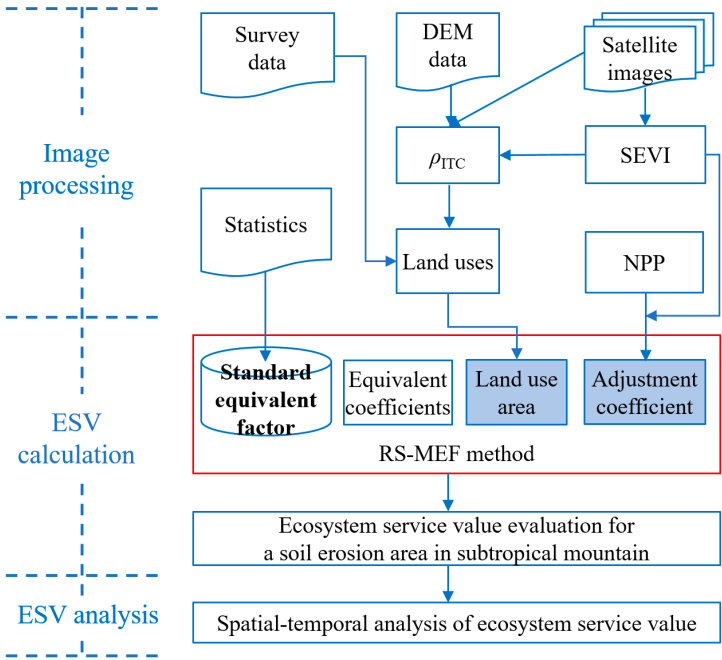 Survey
data
DEM
data
Satellite
images
Image
processing
ρITC
SEVI
Statistics
Land uses
NPP
ESV
calculation
Standard
equivalent
factor
Equivalent
coefficients
Land use
area
Adjustment
coefficient
RS-MEF method
Ecosystem service value evaluation for
a soil erosion area in subtropical mountain
ESV analysis
Spatial-temporal analysis of ecosystem service value